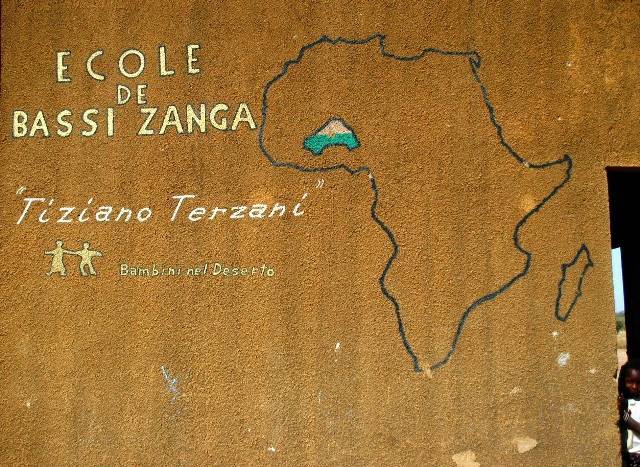 ECOLE
DE
BASSI ZANGA
"Tiziano Terzani"
Bambini nel Deserto